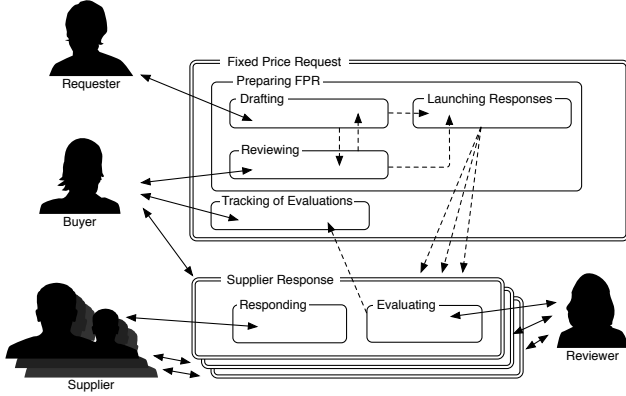 Requester
Fixed Price Request
Preparing FPR
Drafting
Launching Responses
Reviewing
Buyer
Tracking of Evaluations
Supplier Response
Responding
Evaluating
Reviewer
Supplier